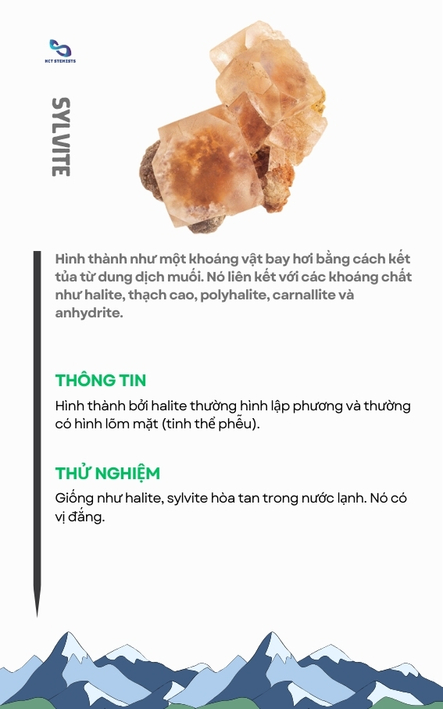 NCT STEMEETS
SYLVITE
Hình thành như một khoáng vật bay hơi bằng cách kết
tủa từ dung dịch muối. Nó liên kết với các khoáng chất
như halite, thạch cao, polyhalite, carnallite và
anhydrite.
THÔNG TIN
Hình thành bởi halite thường hình lập phương và thường
có hình lõm mặt (tinh thể phễu).
THỬ NGHIỆM
Giống như halite, sylvite hòa tan trong nước lạnh. Nó có
vị đắng.